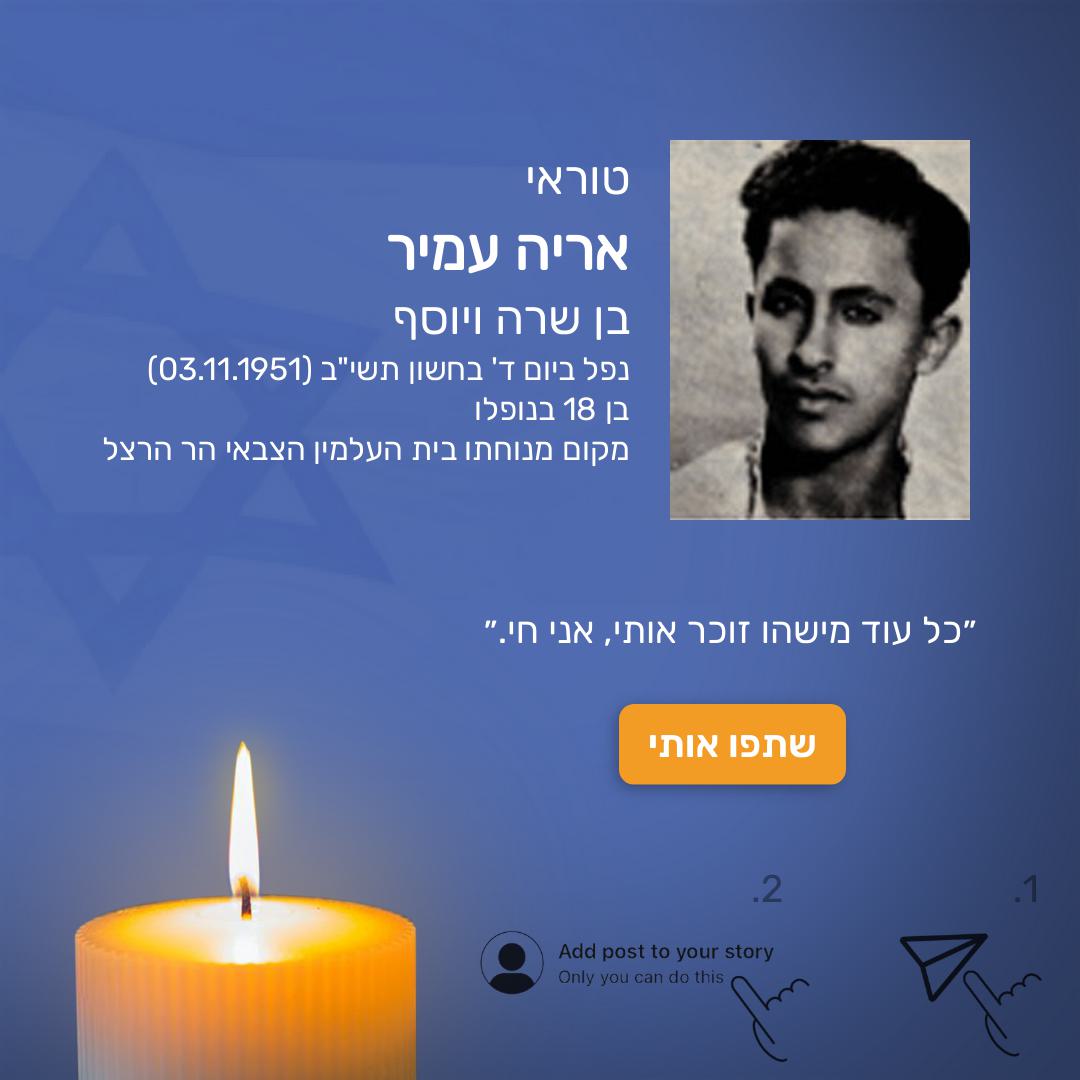 טוראי
אריה עמיר
בן שרה ויוסף
נפל ביום ד' בחשון תשי"ב (03.11.1951)
בן 18 בנופלו
מקום מנוחתו בית העלמין הצבאי הר הרצל
״כל עוד מישהו זוכר אותי, אני חי.״
שתפו אותי
1.
2.
Add post to your story
Only you can do this